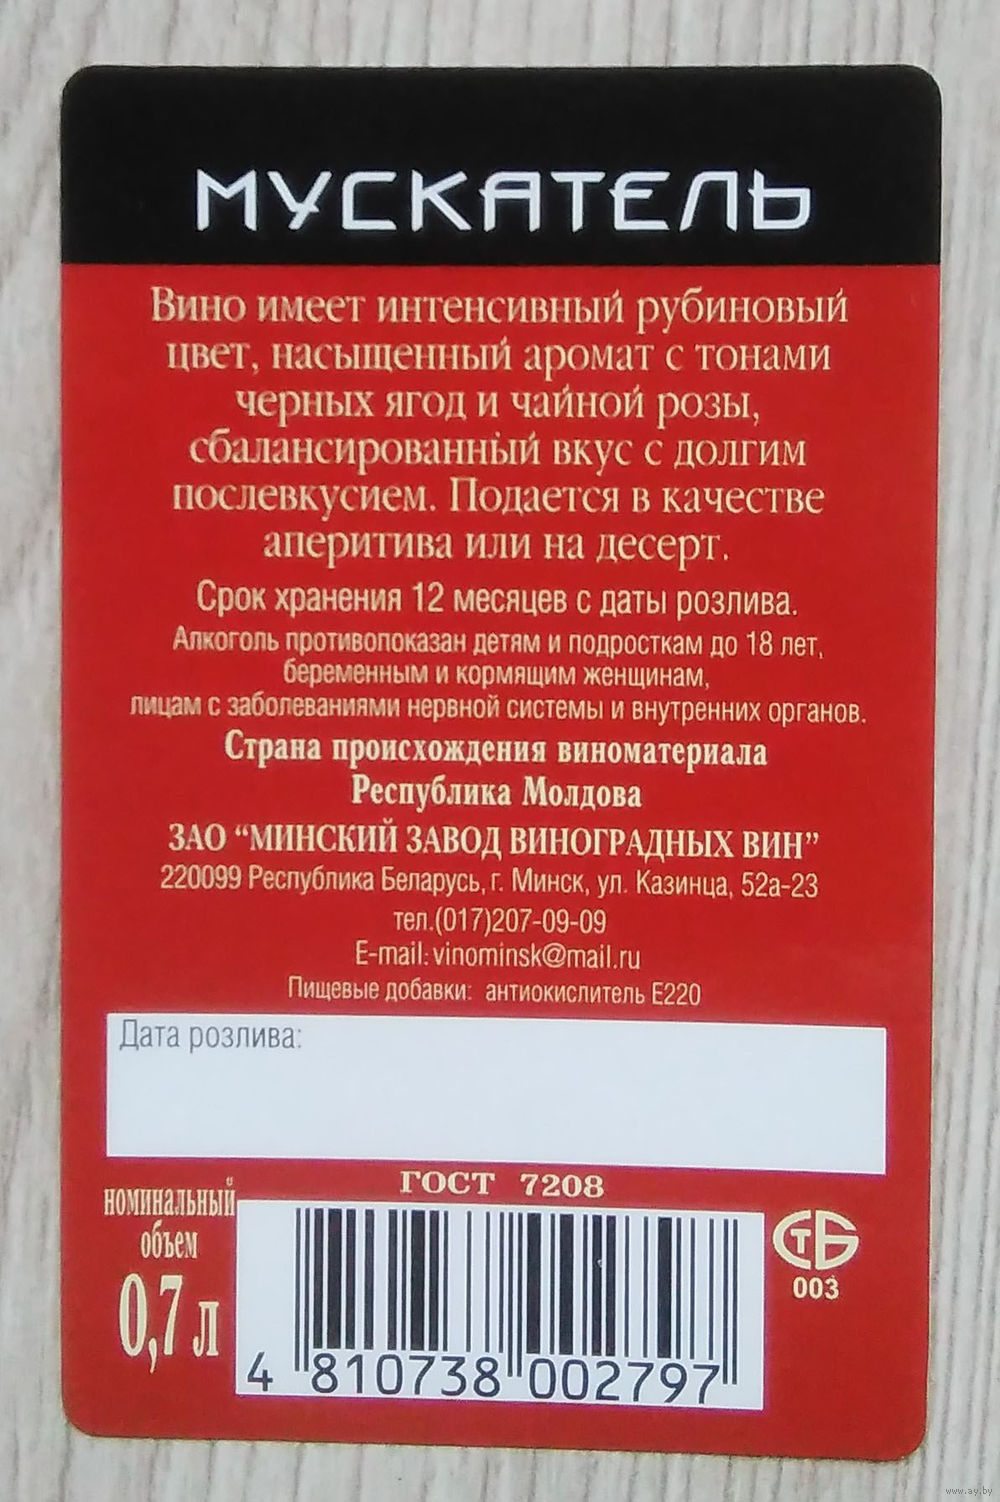 МУСКАТЕЛЬ
Вино имеет интенсивный рубиновый
цвет, насыщенный аромат с тонами
черных ягод и чайной розы,
сбалансированный вкус с долгим
послевкусием. Подается в качестве
аперитива или на десерт.
Срок хранения 12 месяцев с даты розлива.
Алкоголь противопоказан детям и подросткам до 18 лет,
беременным и кормящим женщинам,
лицам с заболеваниями нервной системы и внутренних органов.
Страна происхождения виноматериала
Республика Молдова
ЗАО “МИНСКИЙ ЗАВОД ВИНОГРАДНЫХ ВИН”
220099 Республика Беларусь, г. Минск, ул. Казинца, 52а-23
тел.(017)207-09-09
E-mail: vinominsk@mail.ru
Пищевые добавки: антиокислитель Е220
Дата розлива:
ГОСТ 7208
номинальный
объем
0,7 л
СТБ
003
4 810738 002797
www.ay.by